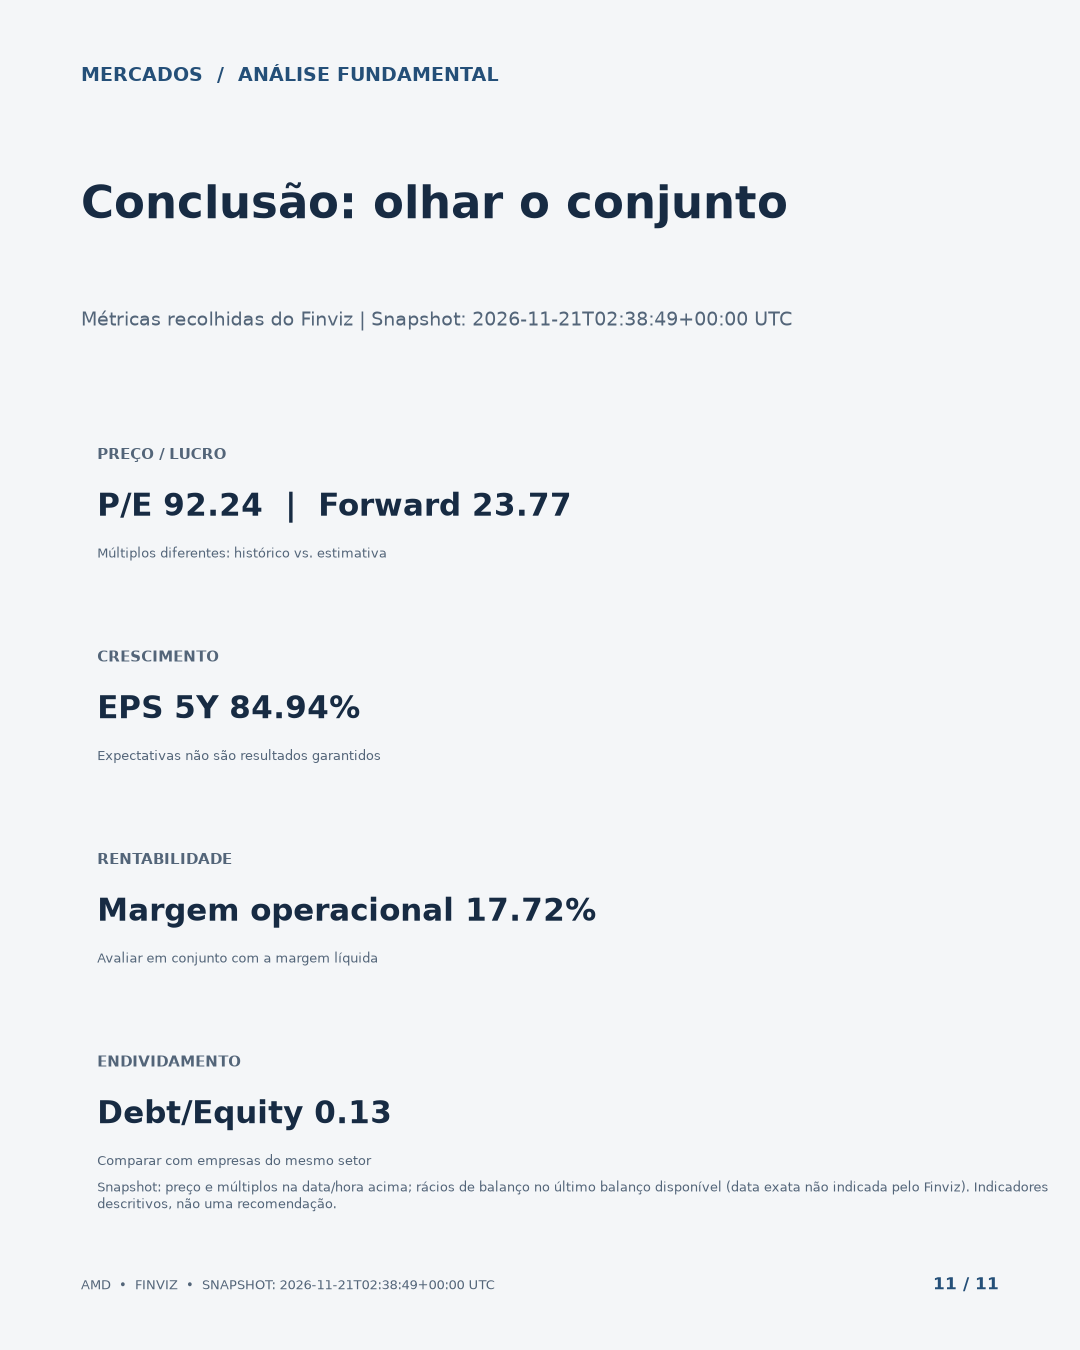 MERCADOS / ANÁLISE FUNDAMENTAL
Conclusão: olhar o conjunto
Métricas recolhidas do Finviz | Snapshot: 2026-11-21T02:38:49+00:00 UTC
PREÇO / LUCRO
P/E 92.24 | Forward 23.77
Múltiplos diferentes: histórico vs. estimativa
CRESCIMENTO
EPS 5Y 84.94%
Expectativas não são resultados garantidos
RENTABILIDADE
Margem operacional 17.72%
Avaliar em conjunto com a margem líquida
ENDIVIDAMENTO
Debt/Equity 0.13
Comparar com empresas do mesmo setor
Snapshot: preço e múltiplos na data/hora acima; rácios de balanço no último balanço disponível (data exata não indicada pelo Finviz). Indicadores
descritivos, não uma recomendação.
AMD • FINVIZ • SNAPSHOT: 2026-11-21T02:38:49+00:00 UTC
11 / 11